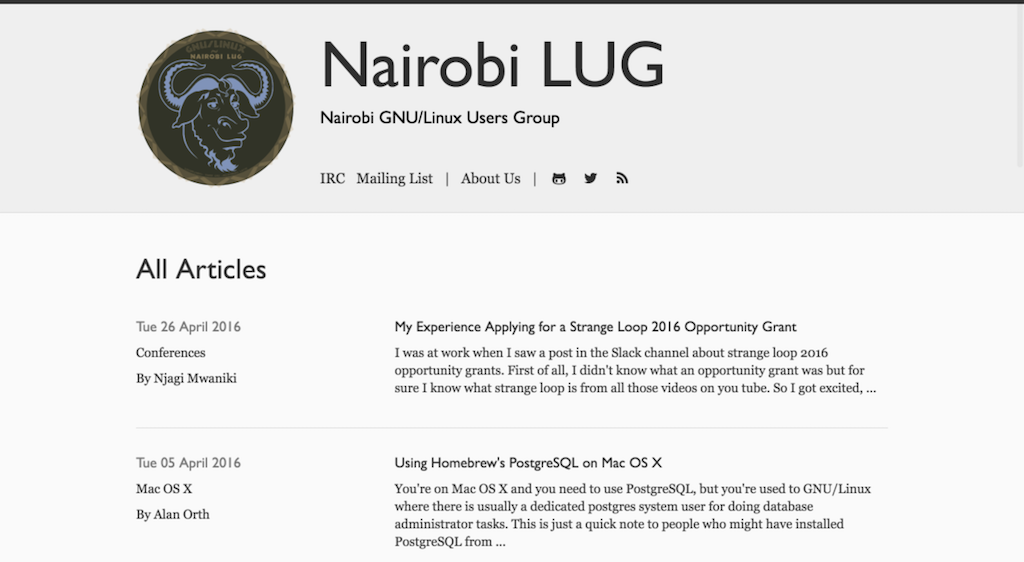 GNU/LINUX
NAIROBI LUG
Nairobi LUG
Nairobi GNU/Linux Users Group
IRC Mailing List | About Us |
All Articles
Tue 26 April 2016
Conferences
By Njagi Mwaniki
My Experience Applying for a Strange Loop 2016 Opportunity Grant
I was at work when I saw a post in the Slack channel about strange loop 2016
opportunity grants. First of all, I didn't know what an opportunity grant was but for
sure I know what strange loop is from all those videos on you tube. So I got excited, ...
Tue 05 April 2016
Mac OS X
By Alan Orth
Using Homebrew's PostgreSQL on Mac OS X
You're on Mac OS X and you need to use PostgreSQL, but you're used to GNU/Linux
where there is usually a dedicated postgres system user for doing database
administrator tasks. This is just a quick note to people who might have installed
PostgreSQL from ...